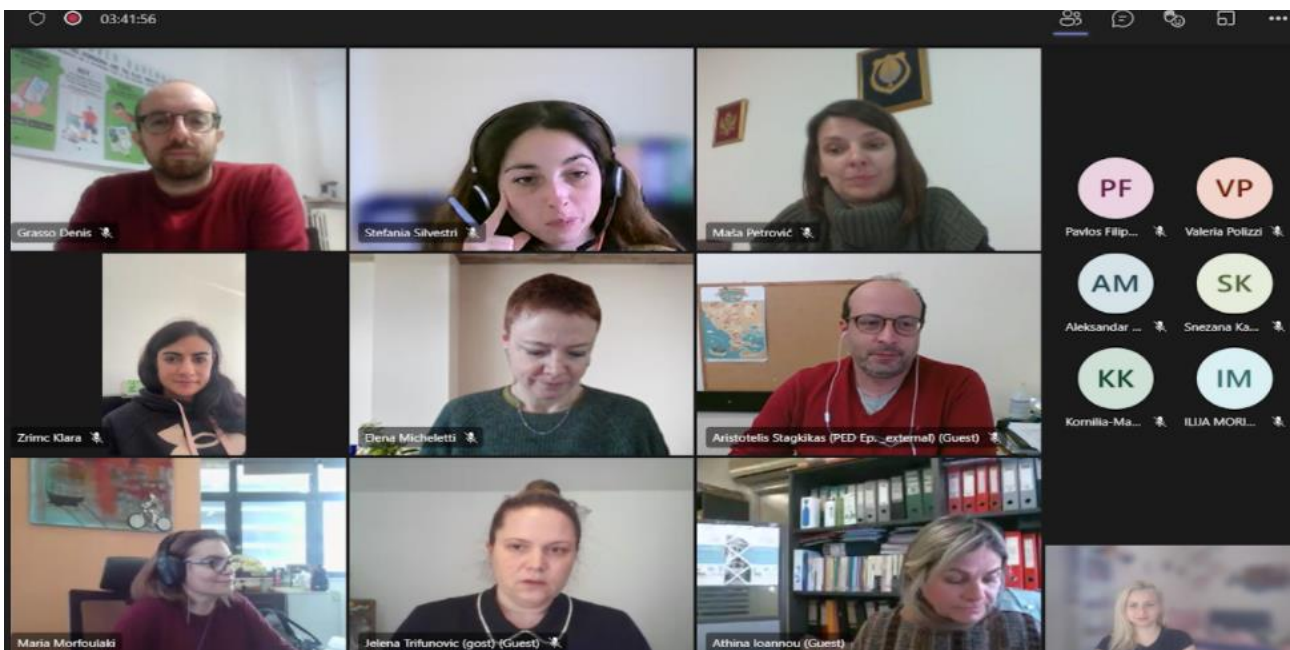 03:41:56
Grasso Denis
Stefania Silvestri
Maša Petrović
PF
VP
Pavlos Filip...
Valeria Polizzi
AM
SK
Aleksandar ...
Snezana Ka...
Zrimc Klara
Elena Micheletti
Aristotelis Stagkikas (PED Ep. _external) (Guest)
KK
IM
Kornilia-Ma...
ILIJA MORI...
Maria Morfoulaki
Jelena Trifunovic (gost) (Guest)
Athina Ioannou (Guest)